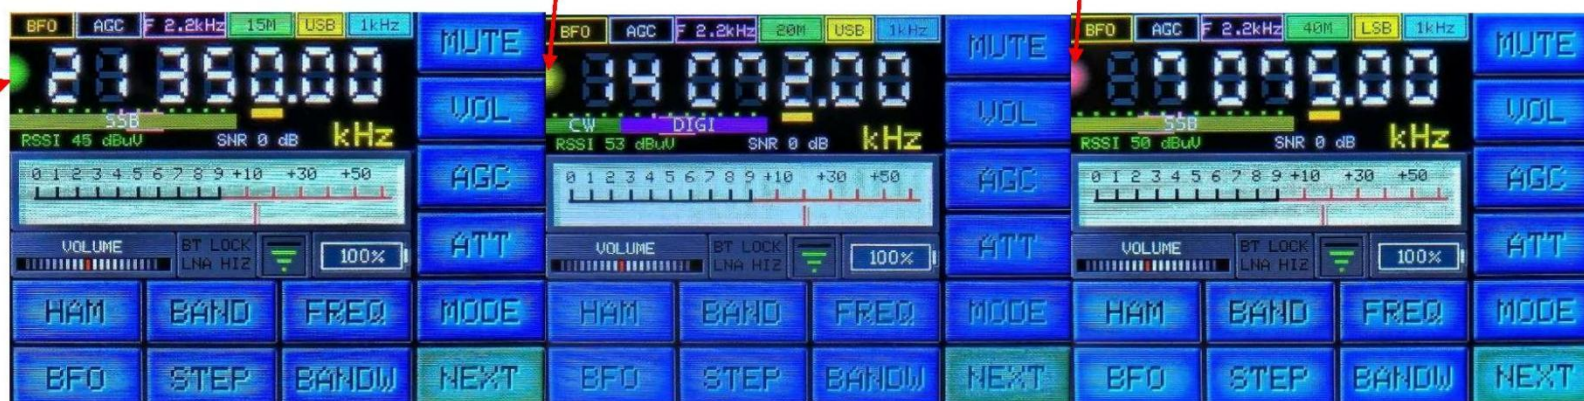 BFO AGC F 2.2kHz 15M USB 1kHz
MUTE
21 350.00
VOL
SSB
RSSI 45 dBuV SNR 0 dB kHz
0 1 2 3 4 5 6 7 8 9 +10 +30 +50
AGC
ATT
VOLUME BT LOCK
LNA HIZ
100%
HAM BAND FREQ MODE
BFO STEP BANDW NEXT
BFO AGC F 2.2kHz 20M USB 1kHz
MUTE
14 072.00
VOL
CW DIGI
RSSI 53 dBuV SNR 0 dB kHz
0 1 2 3 4 5 6 7 8 9 +10 +30 +50
AGC
ATT
VOLUME BT LOCK
LNA HIZ
100%
HAM BAND FREQ MODE
BFO STEP BANDW NEXT
BFO AGC F 2.2kHz 40M LSB 1kHz
MUTE
7 075.00
VOL
SSB
RSSI 50 dBuV SNR 0 dB kHz
0 1 2 3 4 5 6 7 8 9 +10 +30 +50
AGC
ATT
VOLUME BT LOCK
LNA HIZ
100%
HAM BAND FREQ MODE
BFO STEP BANDW NEXT